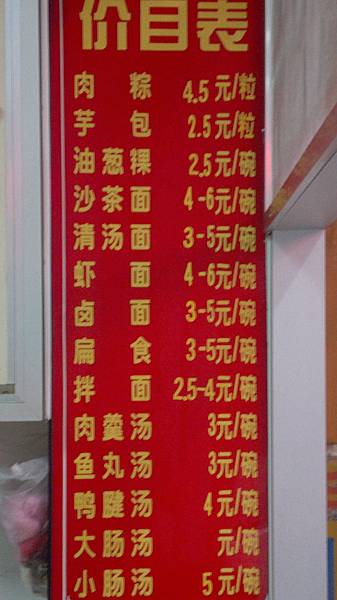 价目表
肉粽 4.5元/粒
芋包 2.5元/粒
油葱粿 2.5元/碗
沙茶面 4-6元/碗
清汤面 3-5元/碗
虾面 4-6元/碗
卤面 3-5元/碗
扁食 3-5元/碗
拌面 2.5-4元/碗
肉羹汤 3元/碗
鱼丸汤 3元/碗
鸭腱汤 4元/碗
大肠汤 元/碗
小肠汤 5元/碗